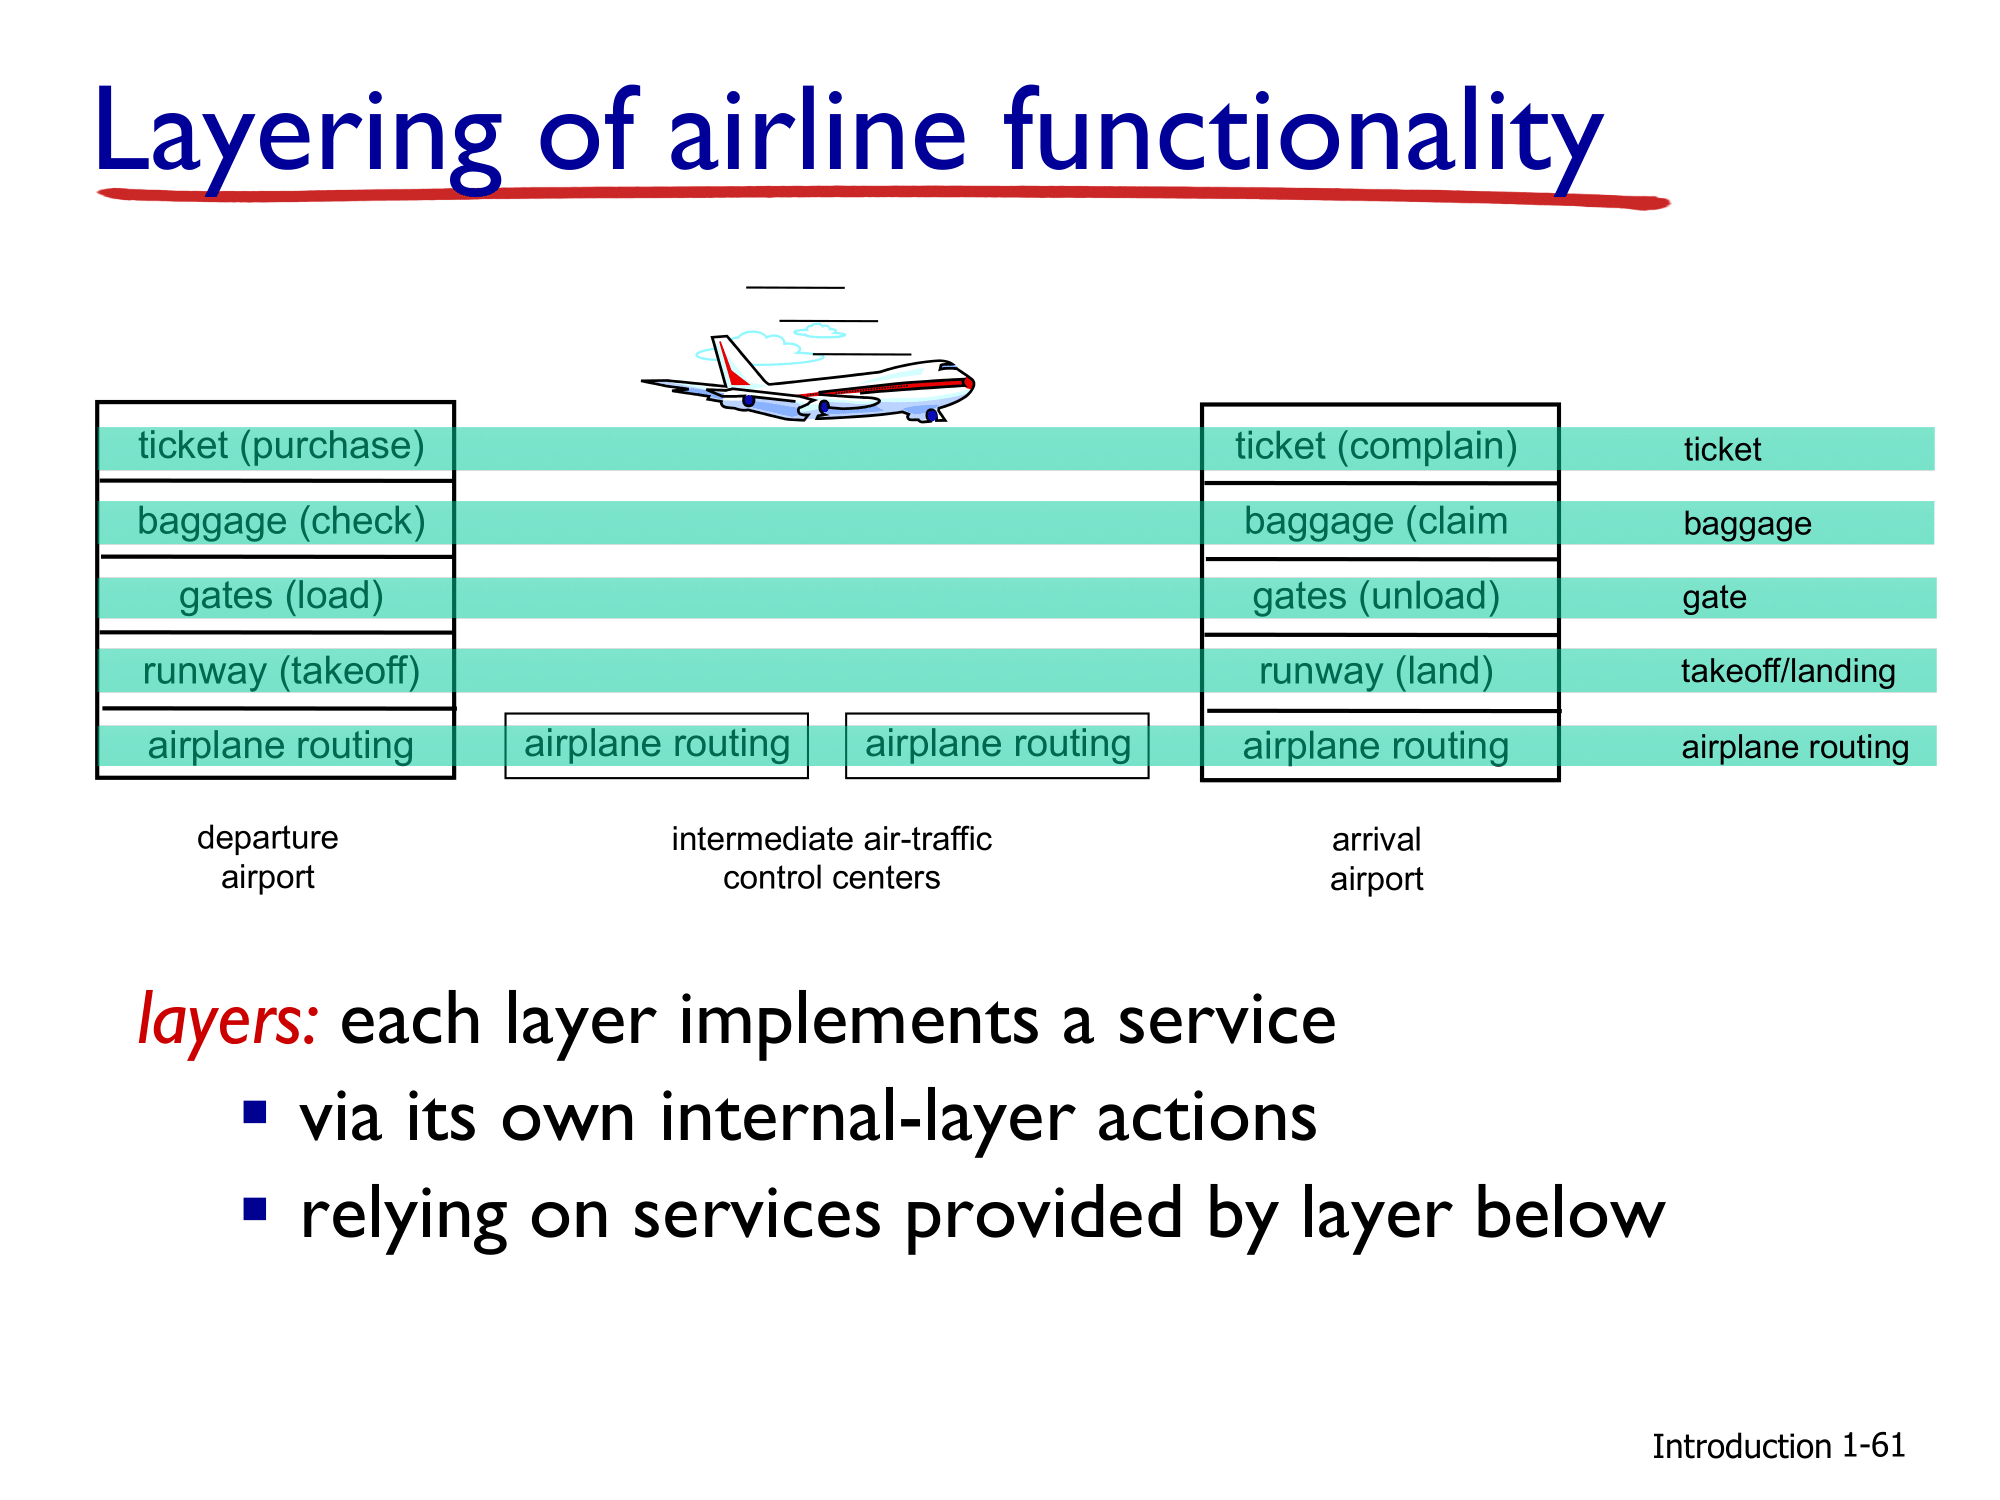 Layering of airline functionality
ticket (purchase)
baggage (check)
gates (load)
runway (takeoff)
airplane routing
departure
airport
airplane routing
airplane routing
intermediate air-traffic
control centers
ticket (complain)
baggage (claim
gates (unload)
runway (land)
airplane routing
arrival
airport
ticket
baggage
gate
takeoff/landing
airplane routing
layers: each layer implements a service
▪ via its own internal-layer actions
▪ relying on services provided by layer below
Introduction 1-61